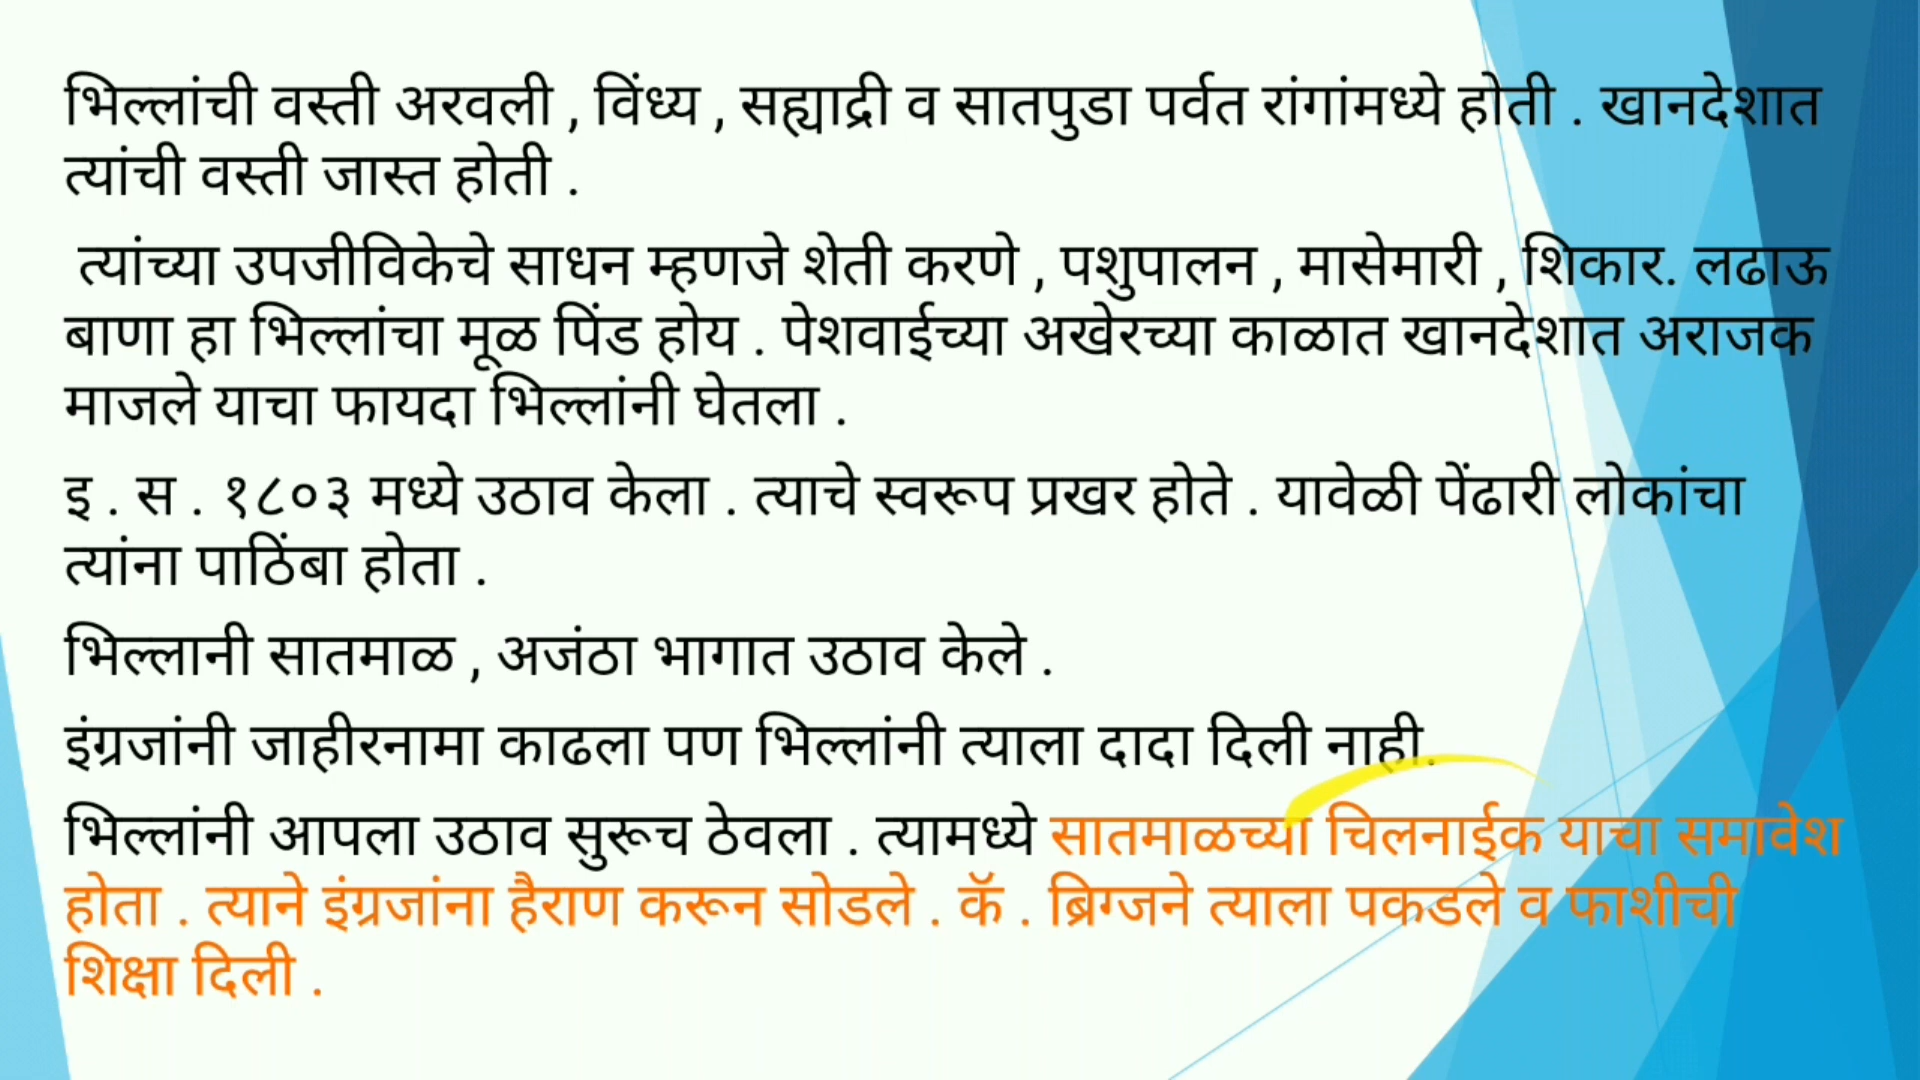 भिल्लांची वस्ती अरवली , विंध्य , सह्याद्री व सातपुडा पर्वत रांगांमध्ये होती . खानदेशात
त्यांची वस्ती जास्त होती .
त्यांच्या उपजीविकेचे साधन म्हणजे शेती करणे , पशुपालन , मासेमारी , शिकार. लढाऊ
बाणा हा भिल्लांचा मूळ पिंड होय . पेशवाईच्या अखेरच्या काळात खानदेशात अराजक
माजले याचा फायदा भिल्लांनी घेतला .
इ . स . १८०३ मध्ये उठाव केला . त्याचे स्वरूप प्रखर होते . यावेळी पेंढारी लोकांचा
त्यांना पाठिंबा होता .
भिल्लानी सातमाळ , अजंठा भागात उठाव केले .
इंग्रजांनी जाहीरनामा काढला पण भिल्लांनी त्याला दादा दिली नाही.
भिल्लांनी आपला उठाव सुरूच ठेवला . त्यामध्ये सातमाळच्या चिलनाईक याचा समावेश
होता . त्याने इंग्रजांना हैराण करून सोडले . कॅ . ब्रिग्जने त्याला पकडले व फाशीची
शिक्षा दिली .